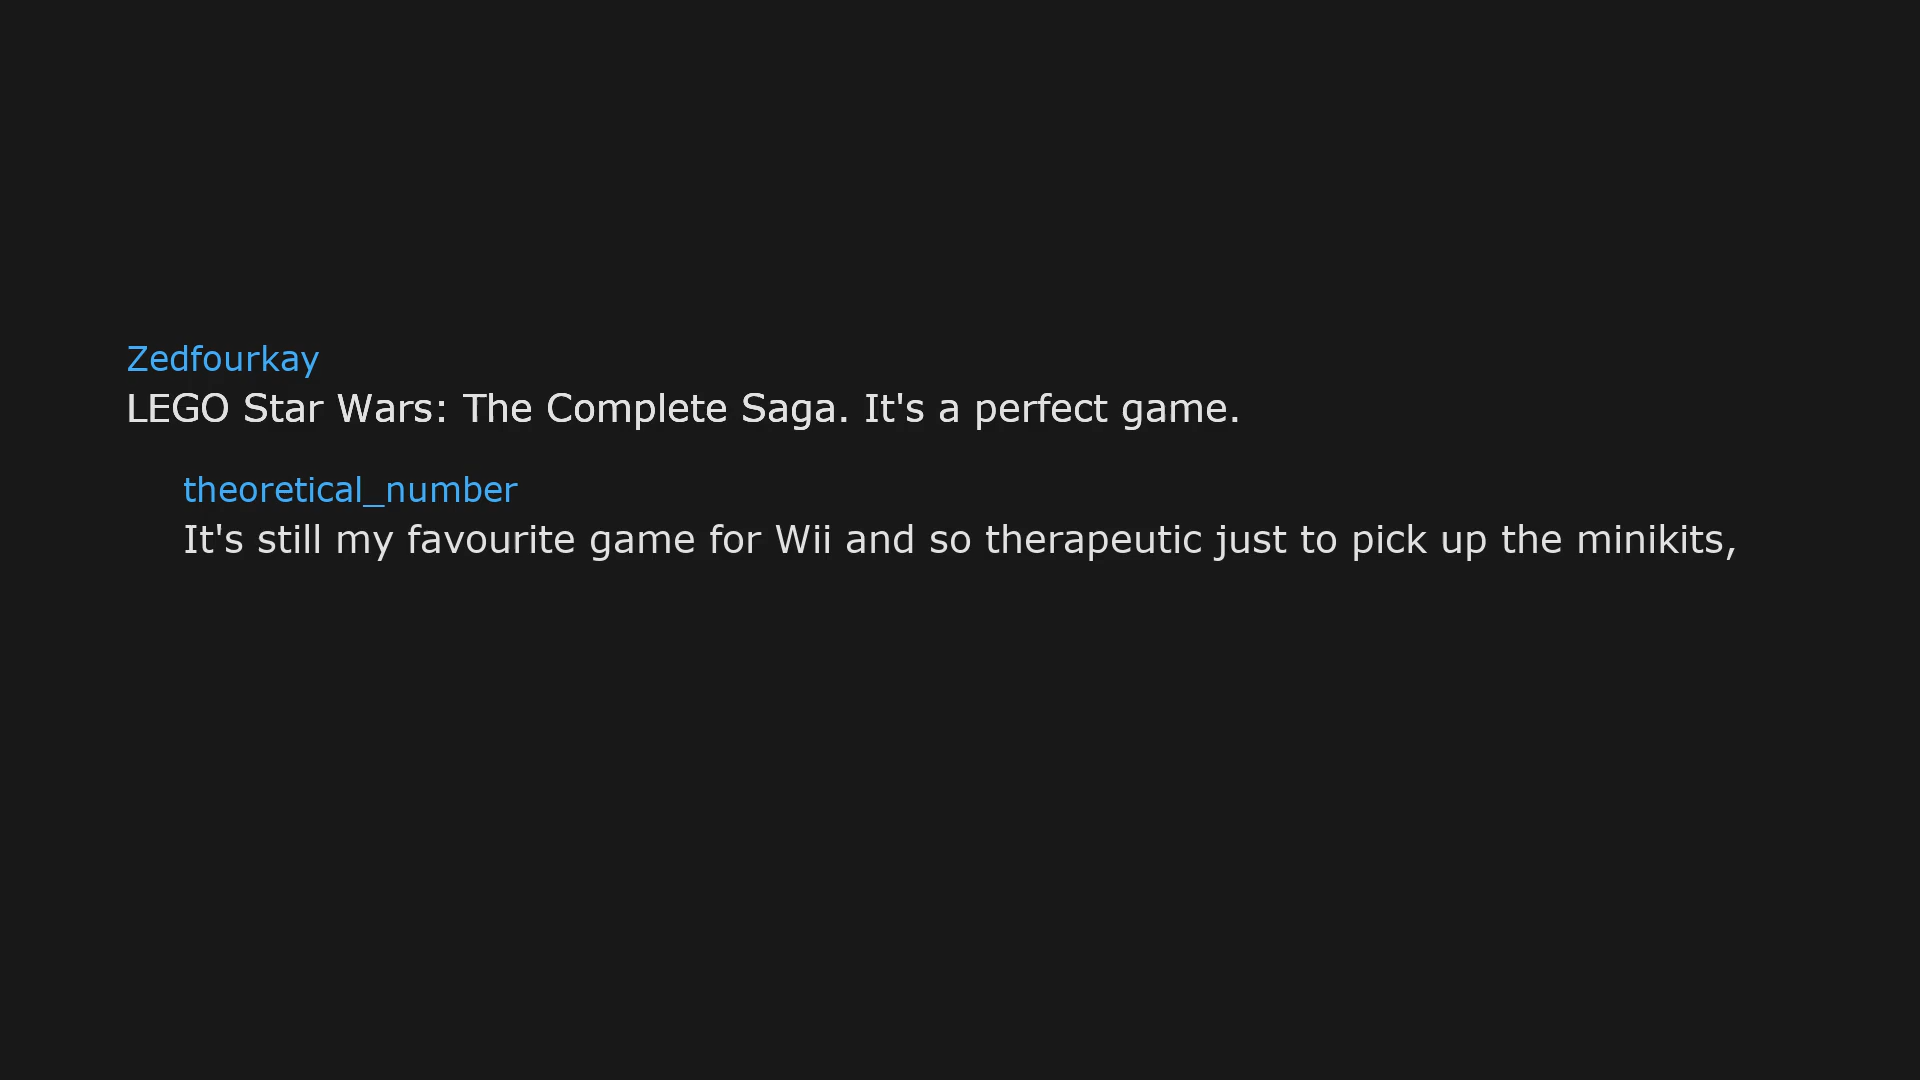 Zedfourkay
LEGO Star Wars: The Complete Saga. It's a perfect game.
theoretical_number
It's still my favourite game for Wii and so therapeutic just to pick up the minikits,